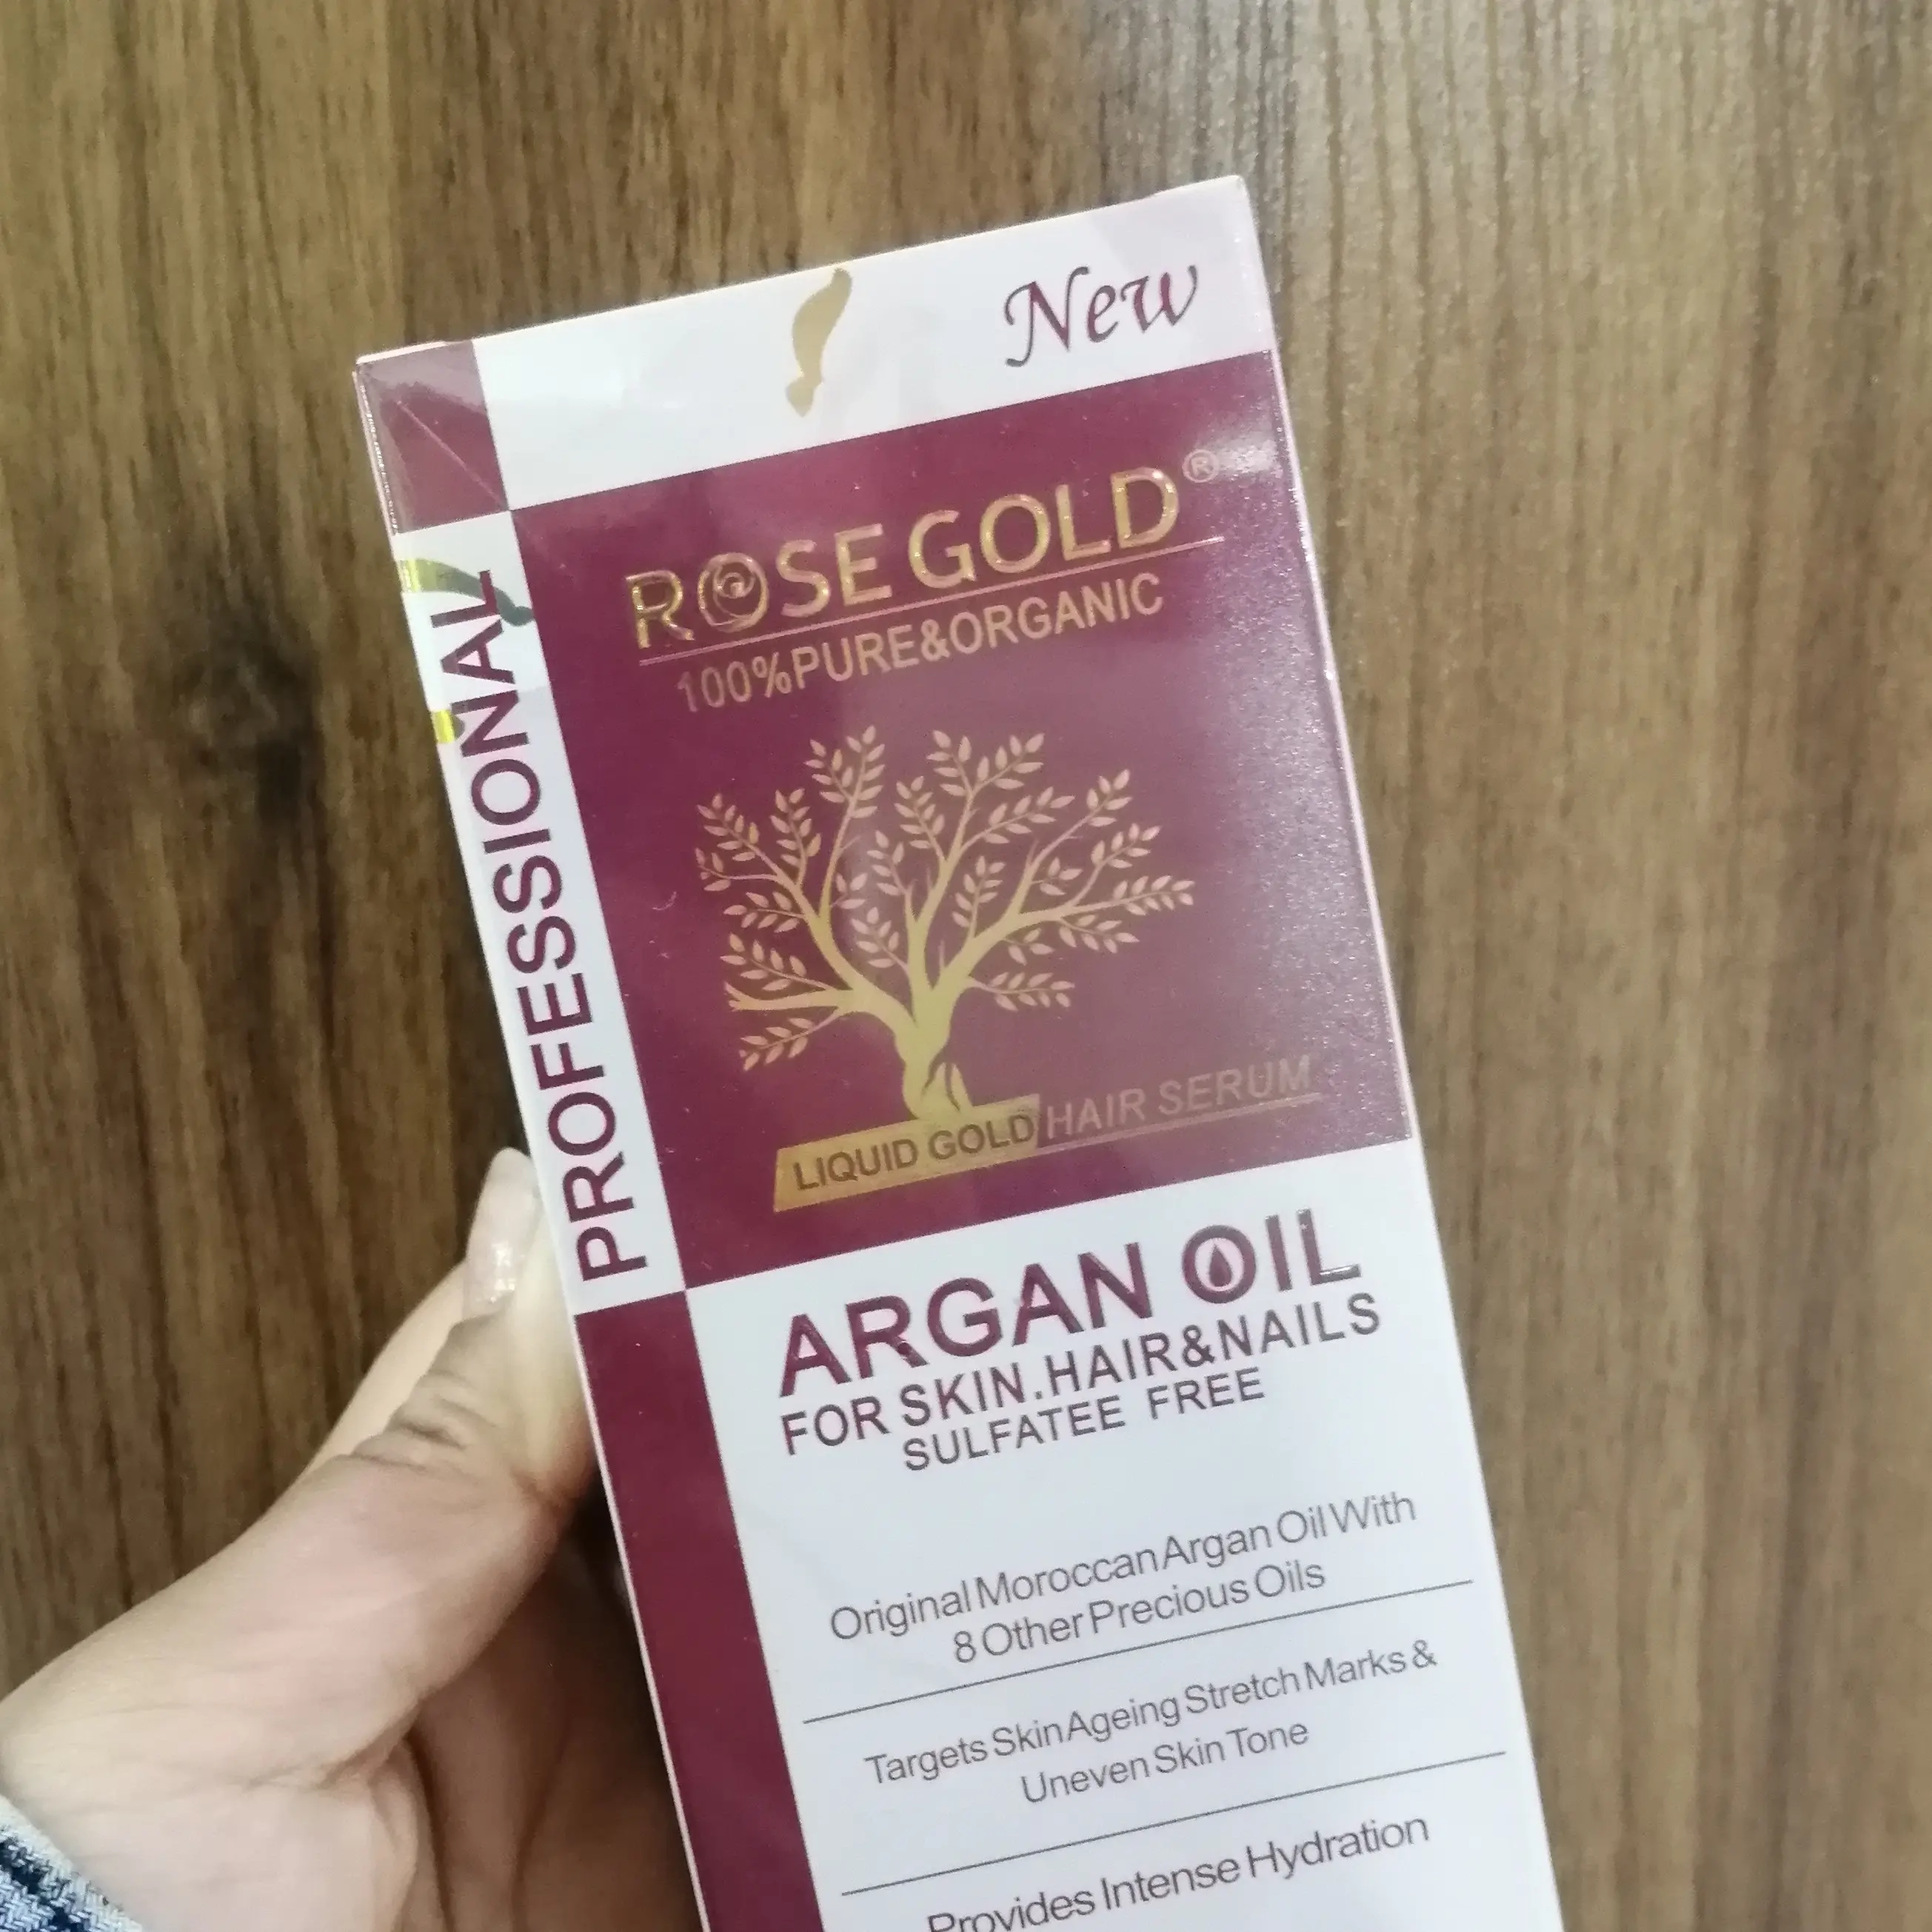 New
ROSE GOLD®
100%PURE&ORGANIC
LIQUID GOLD HAIR SERUM
PROFESSIONAL
ARGAN OIL
FOR SKIN.HAIR&NAILS
SULFATEE FREE
Original Moroccan Argan Oil With
8 Other Precious Oils
Targets Skin Ageing Stretch Marks &
Uneven Skin Tone
Provides Intense Hydration